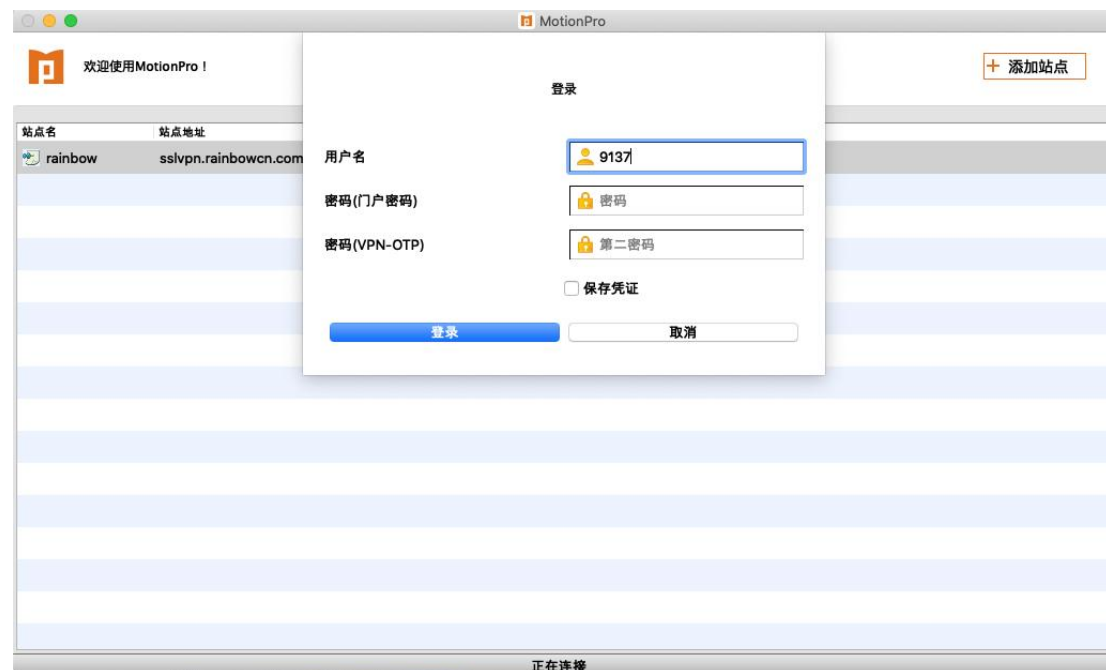 MotionPro
欢迎使用MotionPro！
添加站点
登录
站点名 站点地址
rainbow sslvpn.rainbowcn.com
用户名 9137
密码(门户密码) 密码
密码(VPN-OTP) 第二密码
保存凭证
登录 取消
正在连接